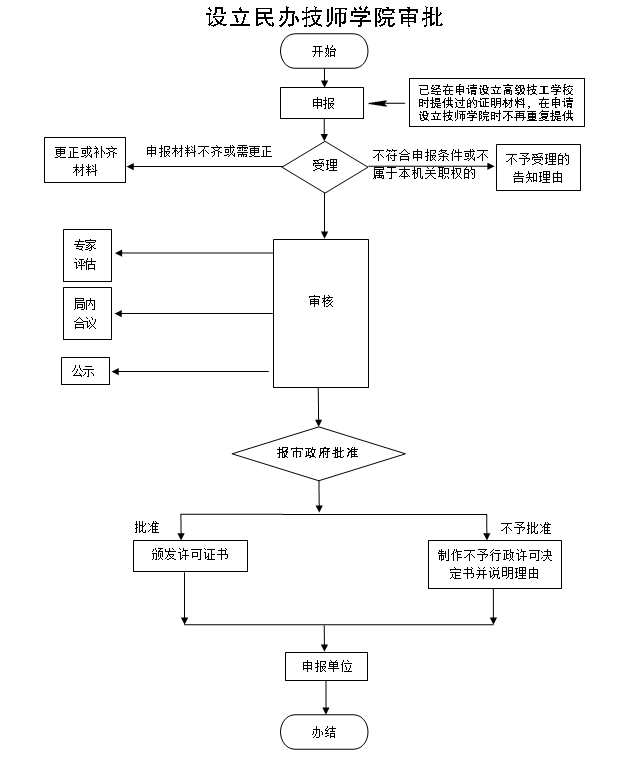 设立民办技师学院审批
开始
申报
已经在申请设立高级技工学校
时提供过的证明材料，在申请
设立技师学院时不再重复提供
更正或补齐
材料
申报材料不齐或需更正
受理
不符合申报条件或不
属于本机关职权的
不予受理的
告知理由
专家
评估
局内
合议
公示
审核
报市政府批准
批准
不予批准
颁发许可证书
制作不予行政许可决
定书并说明理由
申报单位
办结